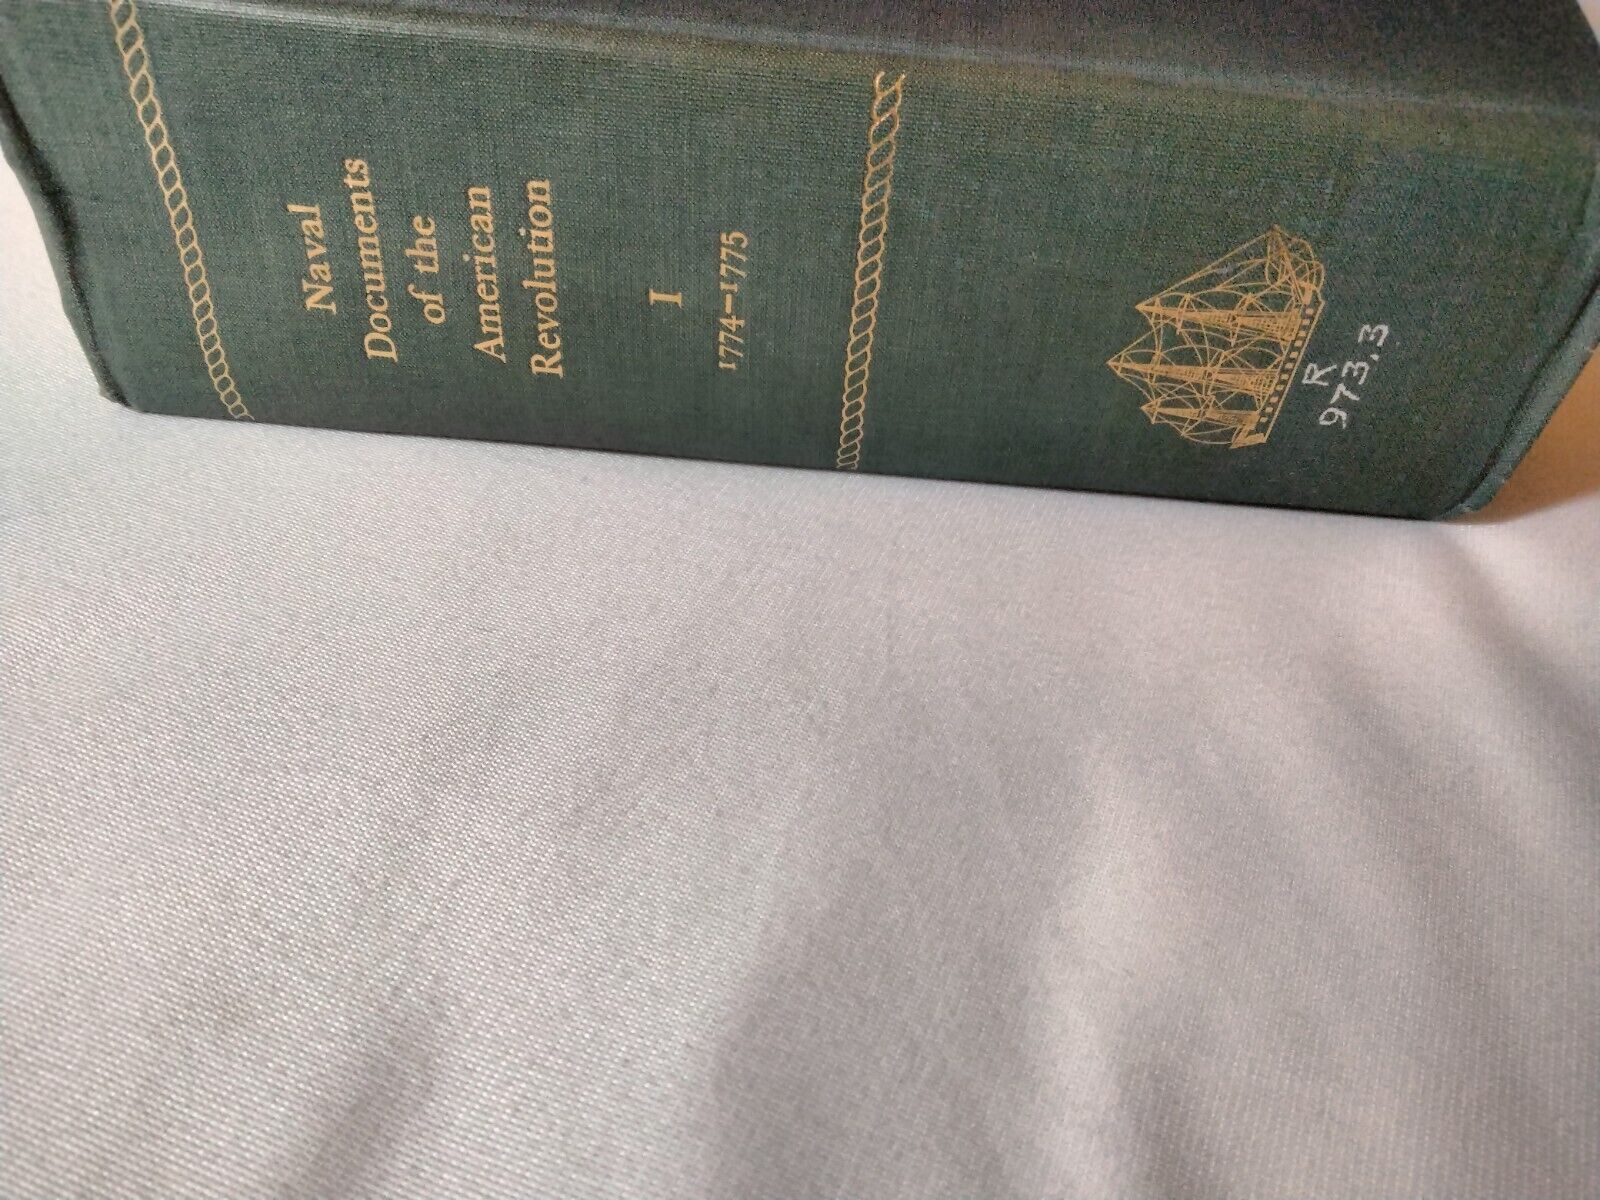 Naval
Documents
of the
American
Revolution
I
1774–1775
R
973.3